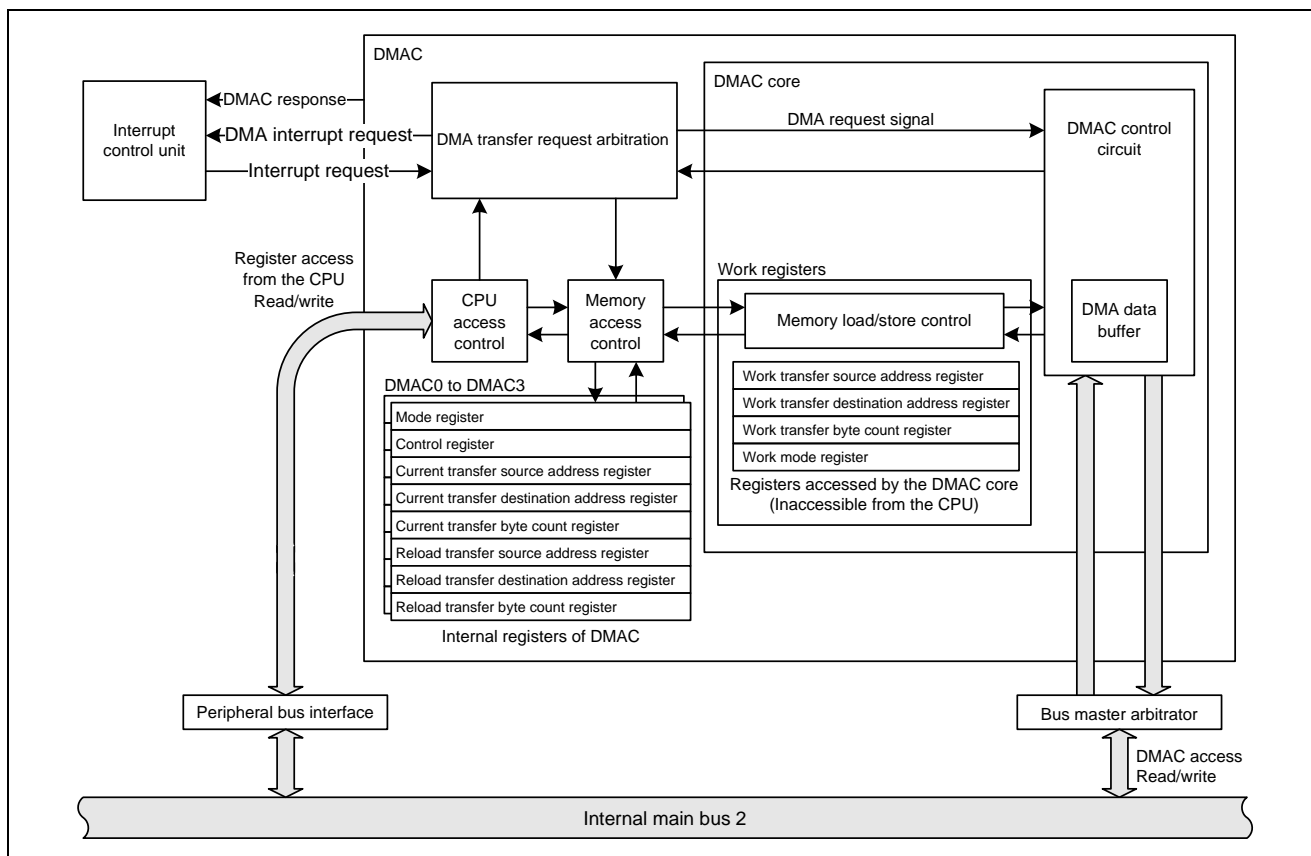 DMAC
DMAC core
Interrupt
control unit
DMAC response
DMA interrupt request
Interrupt request
DMA transfer request arbitration
DMA request signal
DMAC control
circuit
Register access
from the CPU
Read/write
CPU
access
control
Memory
access
control
Work registers
Memory load/store control
DMA data
buffer
Work transfer source address register
Work transfer destination address register
Work transfer byte count register
Work mode register
Registers accessed by the DMAC core
(Inaccessible from the CPU)
DMAC0 to DMAC3
Mode register
Control register
Current transfer source address register
Current transfer destination address register
Current transfer byte count register
Reload transfer source address register
Reload transfer destination address register
Reload transfer byte count register
Internal registers of DMAC
Peripheral bus interface
Bus master arbitrator
DMAC access
Read/write
Internal main bus 2